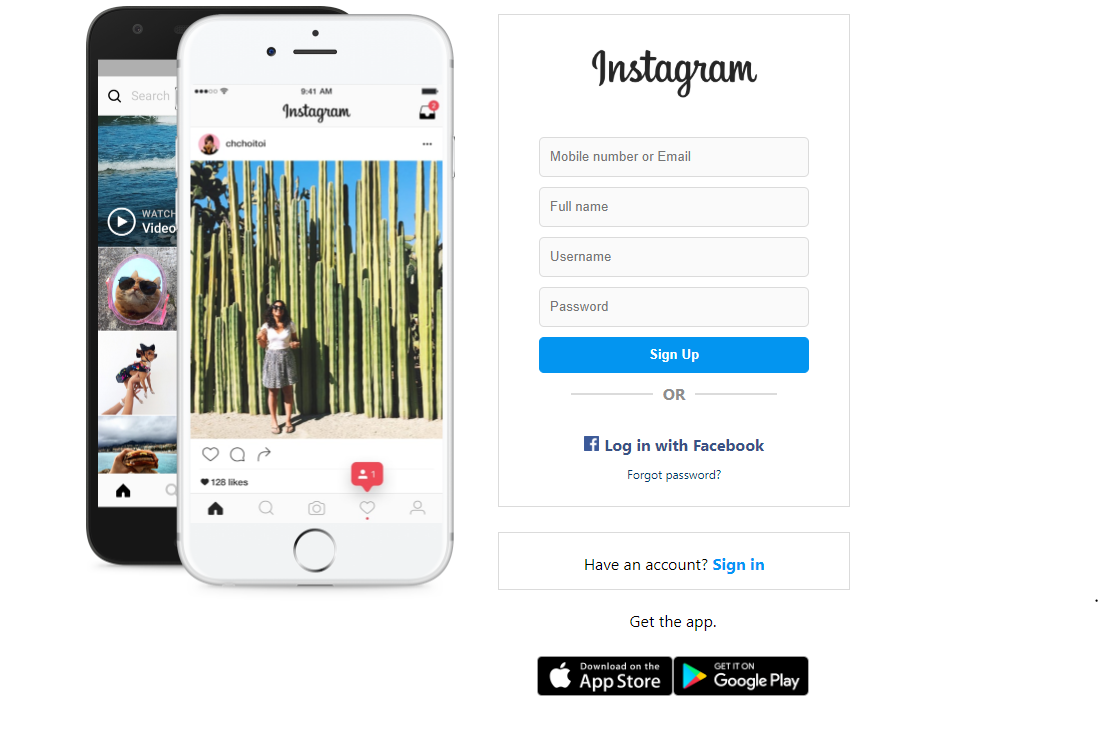 Search
WATCH
Video
9:41 AM
Instagram
2
chchoitoi
1
128 likes
Instagram
Mobile number or Email
Full name
Username
Password
Sign Up
OR
Log in with Facebook
Forgot password?
Have an account? Sign in
Get the app.
Download on the
App Store
GET IT ON
Google Play
.